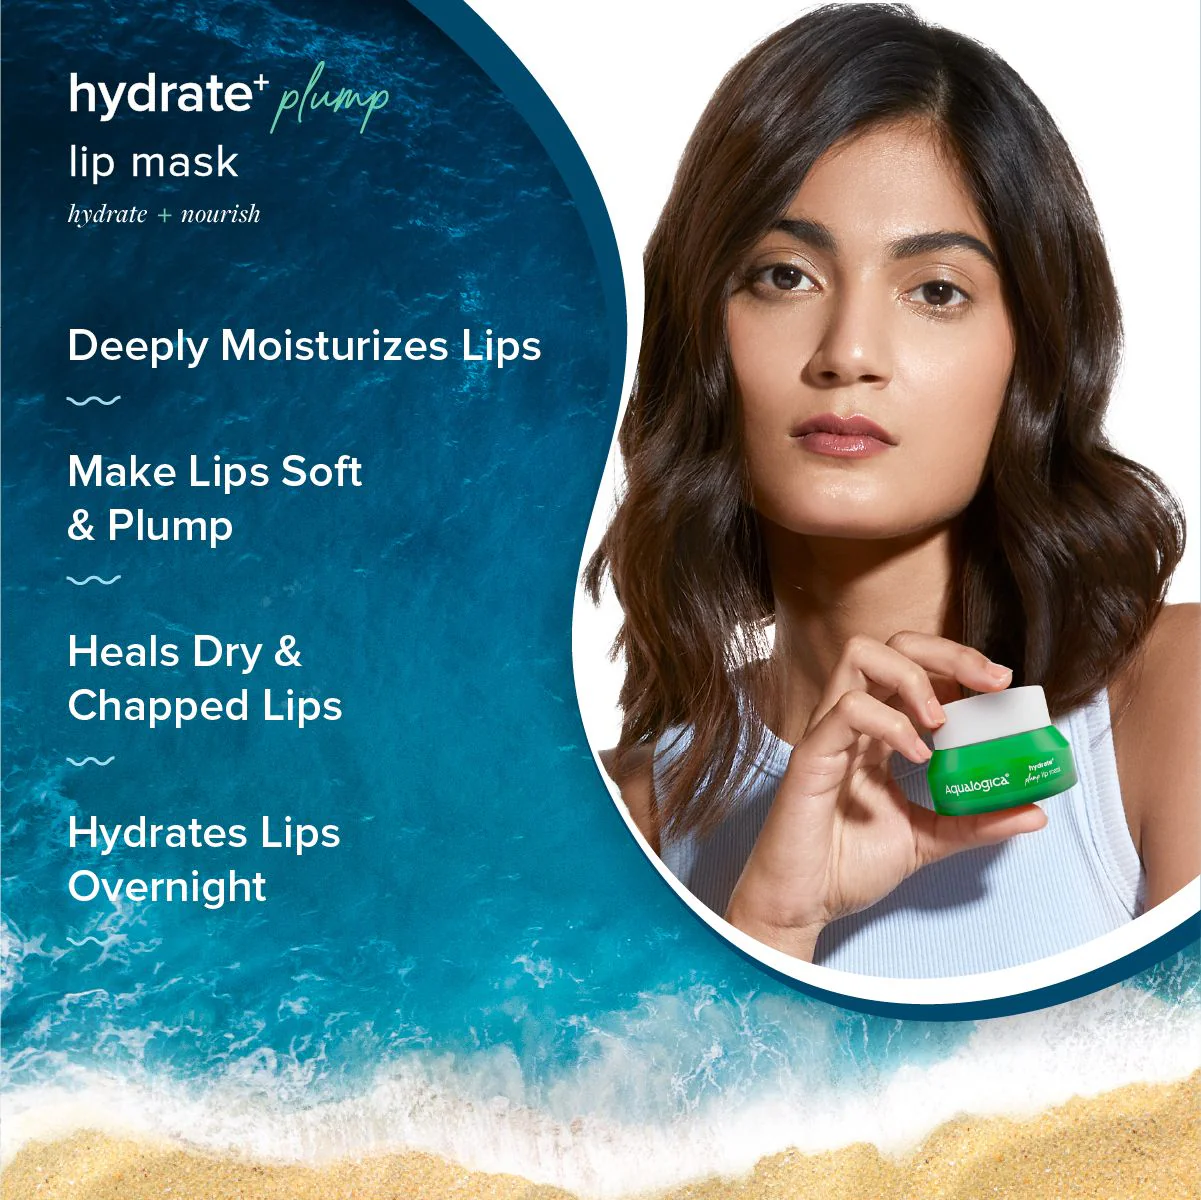 hydrate+ plump
lip mask
hydrate + nourish
Deeply Moisturizes Lips
Make Lips Soft
& Plump
Heals Dry &
Chapped Lips
Hydrates Lips
Overnight
Aqualogica®
hydrate+
plump lip mask